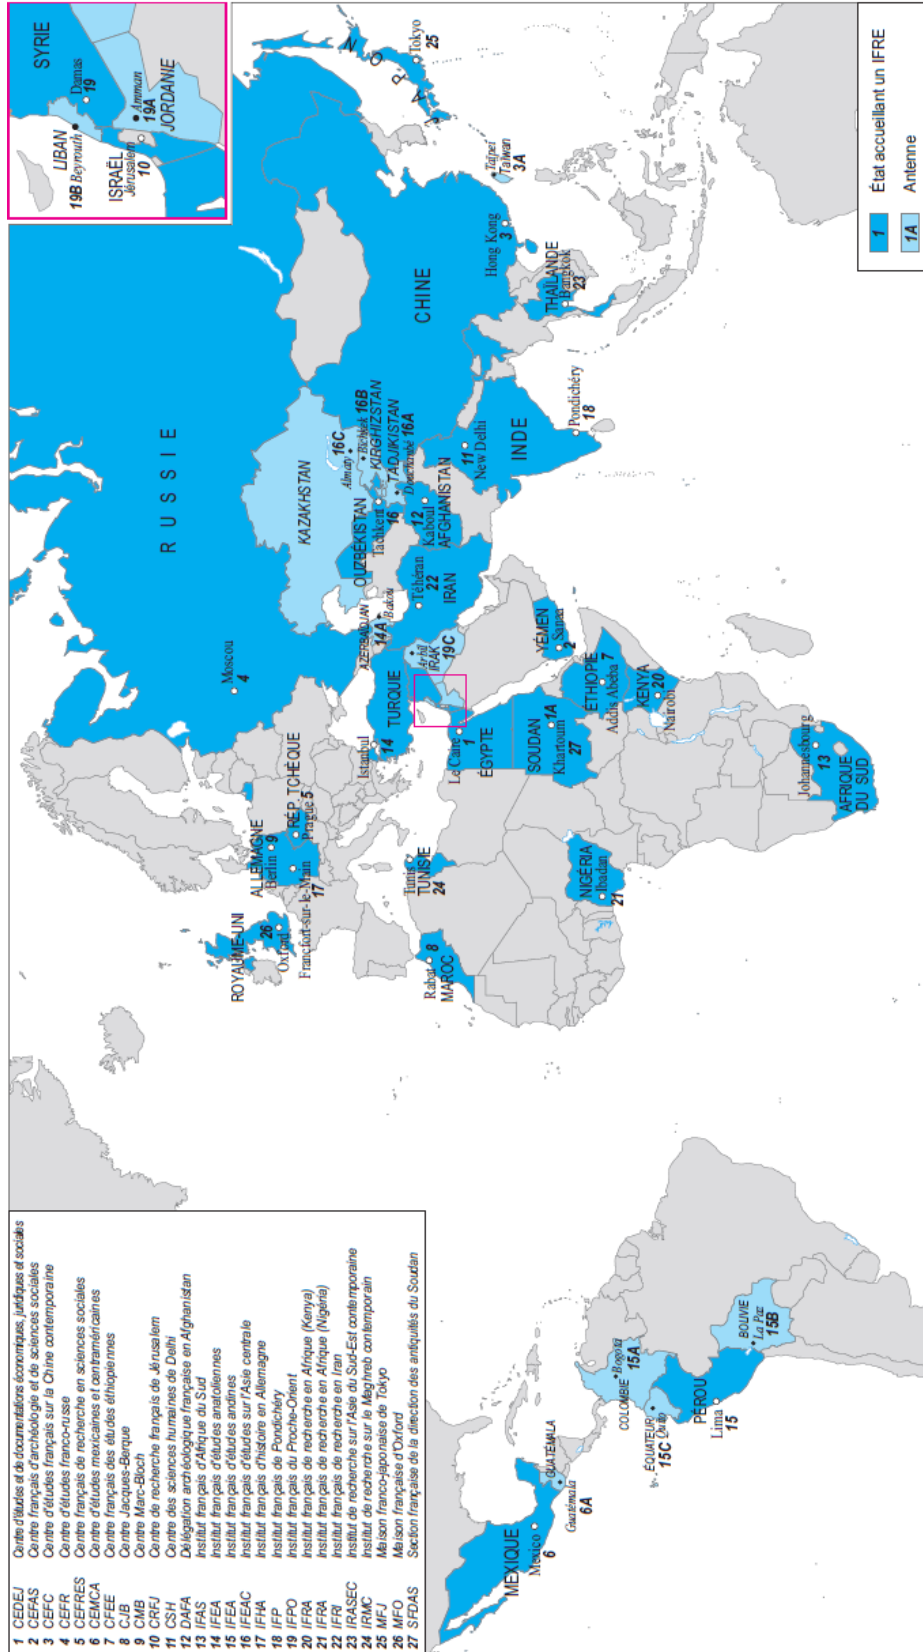 1 CEDEJ Centre d'études et de documentations économiques, juridiques et sociales
2 CEFAS Centre français d'archéologie et de sciences sociales
3 CEFC Centre d'études français sur la Chine contemporaine
4 CEFR Centre d'études franco-russe
5 CEFRES Centre français de recherche en sciences sociales
6 CEMCA Centre d'études mexicaines et centraméricaines
7 CFEE Centre français des études éthiopiennes
8 CJB Centre Jacques-Berque
9 CMB Centre Marc-Bloch
10 CRFJ Centre de recherche français de Jérusalem
11 CSH Centre des sciences humaines de Delhi
12 DAFA Délégation archéologique française en Afghanistan
13 IFAS Institut français d'Afrique du Sud
14 IFEA Institut français d'études anatoliennes
15 IFEA Institut français d'études andines
16 IFEAC Institut français d'études sur l'Asie centrale
17 IFHA Institut français d'histoire en Allemagne
18 IFP Institut français de Pondichéry
19 IFPO Institut français du Proche-Orient
20 IFRA Institut français de recherche en Afrique (Kenya)
21 IFRA Institut français de recherche en Afrique (Nigéria)
22 IFRI Institut français de recherche en Iran
23 IRASEC Institut de recherche sur l'Asie du Sud-Est contemporaine
24 IRMC Institut de recherche sur le Maghreb contemporain
25 MFJ Maison franco-japonaise de Tokyo
26 MFO Maison française d'Oxford
27 SFDAS Section française de la direction des antiquités du Soudan
MEXIQUE
Mexico
6
GUATÉMALA
Guatémala
6A
COLOMBIE
Bogotá
15A
ÉQUATEUR
Quito
15C
PÉROU
Lima
15
BOLIVIE
La Paz
15B
ROYAUME-UNI
26
Oxford
ALLEMAGNE
Berlin 9
Francfort-sur-le-Main
17
RÉP. TCHÈQUE
Prague 5
RUSSIE
Moscou
4
Rabat 8
MAROC
Tunis
TUNISIE
24
Istanbul
14
TURQUIE
Le Caire
1
ÉGYPTE
SOUDAN
1A
Khartoum
27
NIGÉRIA
Ibadan
21
ÉTHIOPIE
Addis Abeba 7
KENYA
20
Nairobi
Johannesbourg
13
AFRIQUE
DU SUD
YÉMEN
Sanaa
2
AZERBAÏDJAN
14A
Bakou
Arbil
IRAK
19C
Téhéran
22
IRAN
KAZAKHSTAN
16C
Almaty
Bichkek 16B
KIRGHIZSTAN
OUZBÉKISTAN
Tachkent
16
TADJIKISTAN
Douchanbé 16A
12
Kaboul
AFGHANISTAN
11
New Delhi
INDE
Pondichéry
18
CHINE
Hong Kong
3
THAÏLANDE
Bangkok
23
Taipei
Taïwan
3A
JAPON
Tokyo
25
SYRIE
Damas
19
LIBAN
19B Beyrouth
Amman
19A
JORDANIE
ISRAËL
Jérusalem
10
1 État accueillant un IFRE
1A Antenne